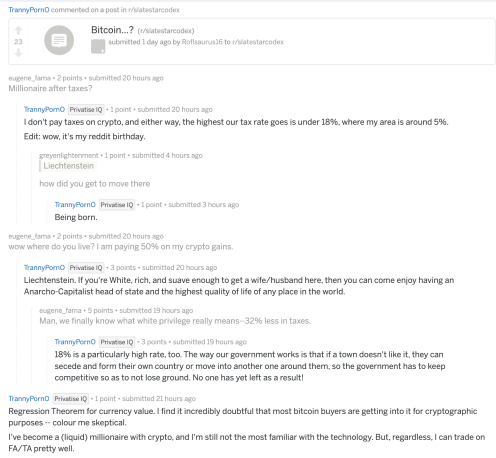 TrannyPornO commented on a post in r/slatestarcodex
23
Bitcoin...? (r/slatestarcodex)
submitted 1 day ago by Roflsaurus16 to r/slatestarcodex
eugene_fama • 2 points • submitted 20 hours ago
Millionaire after taxes?
TrannyPornO Privatise IQ • 1 point • submitted 20 hours ago
I don't pay taxes on crypto, and either way, the highest our tax rate goes is under 18%, where my area is around 5%.
Edit: wow, it's my reddit birthday.
greyenlightenment • 1 point • submitted 4 hours ago
Liechtenstein
how did you get to move there
TrannyPornO Privatise IQ • 1 point • submitted 3 hours ago
Being born.
eugene_fama • 2 points • submitted 20 hours ago
wow where do you live? I am paying 50% on my crypto gains.
TrannyPornO Privatise IQ • 3 points • submitted 20 hours ago
Liechtenstein. If you're White, rich, and suave enough to get a wife/husband here, then you can come enjoy having an
Anarcho-Capitalist head of state and the highest quality of life of any place in the world.
eugene_fama • 5 points • submitted 19 hours ago
Man, we finally know what white privilege really means--32% less in taxes.
TrannyPornO Privatise IQ • 3 points • submitted 19 hours ago
18% is a particularly high rate, too. The way our government works is that if a town doesn't like it, they can
secede and form their own country or move into another one around them, so the government has to keep
competitive so as to not lose ground. No one has yet left as a result!
TrannyPornO Privatise IQ • 1 point • submitted 21 hours ago
Regression Theorem for currency value. I find it incredibly doubtful that most bitcoin buyers are getting into it for cryptographic
purposes -- colour me skeptical.
I've become a (liquid) millionaire with crypto, and I'm still not the most familiar with the technology. But, regardless, I can trade on
FA/TA pretty well.